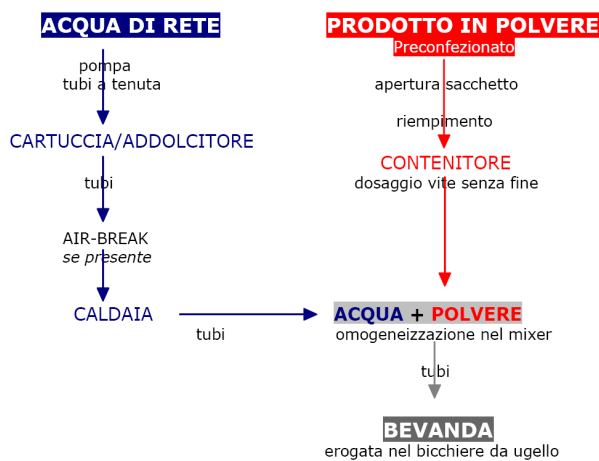 ACQUA DI RETE
pompa
tubi a tenuta
CARTUCCIA/ADDOLCITORE
tubi
AIR-BREAK
se presente
CALDAIA
tubi
PRODOTTO IN POLVERE
Preconfezionato
apertura sacchetto
riempimento
CONTENITORE
dosaggio vite senza fine
ACQUA + POLVERE
omogeneizzazione nel mixer
tubi
BEVANDA
erogata nel bicchiere da ugello